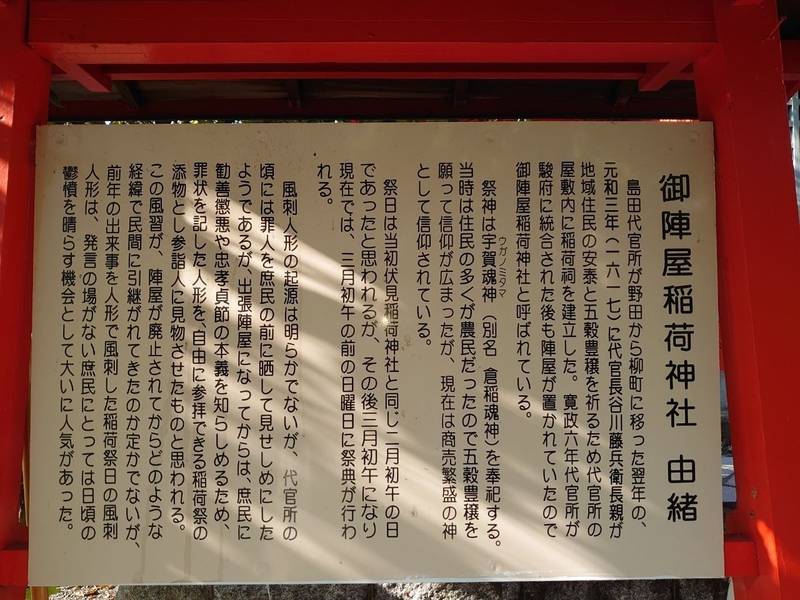 御陣屋稲荷神社 由緒
島田代官所が野田から柳町に移った翌年の、
元和三年(一六一七)に代官長谷川藤兵衛長親が
地域住民の安泰と五穀豊穣を祈るため代官所の
屋敷内に稲荷祠を建立した。寛政六年代官所が
駿府に統合された後も陣屋が置かれていたので
御陣屋稲荷神社と呼ばれている。
祭神は宇賀魂神(別名 倉稲魂神)を奉祀する。
ウガノミタマ
当時は住民の多くが農民だったので五穀豊穣を
願って信仰が広まったが、現在は商売繁盛の神
として信仰されている。
祭日は当初伏見稲荷神社と同じ二月初午の日
であったと思われるが、その後三月初午になり
現在では、三月初午の前の日曜日に祭典が行わ
れる。
風刺人形の起源は明らかでないが、代官所の
頃には罪人を庶民の前に晒して見せしめにした
ようであるが、出張陣屋になってからは、庶民に
勧善懲悪や忠孝貞節の本義を知らしめるため、
罪状を記した人形を、自由に参拝できる稲荷祭の
添物とし参詣人に見物させたものと思われる。
この風習が、陣屋が廃止されてからどのような
経緯で民間に引継がれてきたのか定かでないが、
前年の出来事を人形で風刺した稲荷祭日の風刺
人形は、発言の場がない庶民にとっては日頃の
鬱憤を晴らす機会として大いに人気があった。